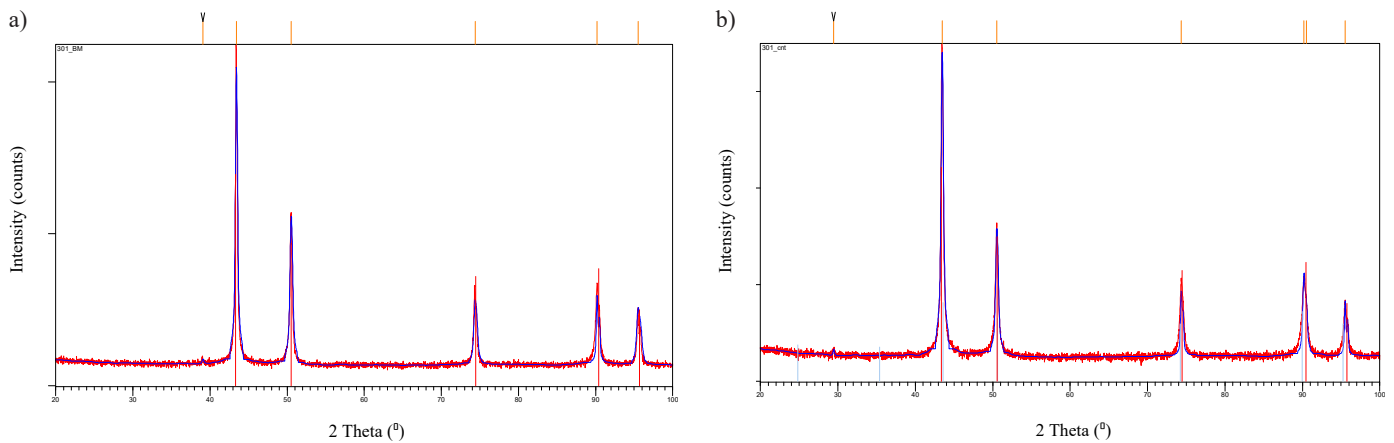 a)
V
301_BM
Intensity (counts)
20 30 40 50 60 70 80 90 100
2 Theta (⁰)
b)
V
301_cnt
Intensity (counts)
20 30 40 50 60 70 80 90 100
2 Theta (⁰)